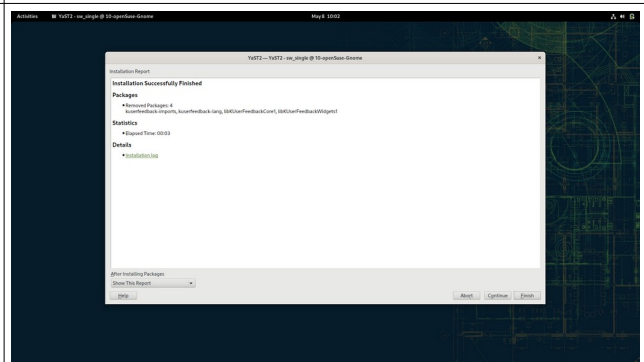 Activities YaST2 - sw_single @ 10-openSuse-Gnome May 8 10:02
YaST2 — YaST2 - sw_single @ 10-openSuse-Gnome ×
Installation Report
Installation Successfully Finished
Packages
• Removed Packages: 4
kuserfeedback-imports, kuserfeedback-lang, libKUserFeedbackCore1, libKUserFeedbackWidgets1
Statistics
• Elapsed Time: 00:03
Details
• Installation log
After Installing Packages
Show This Report
Help Abort Continue Finish